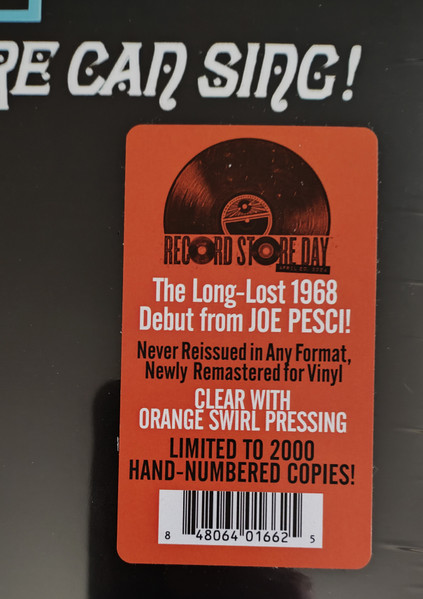 RE CAN SING!
RECORD STORE DAY
The Long-Lost 1968
Debut from JOE PESCI!
Never Reissued in Any Format,
Newly Remastered for Vinyl
CLEAR WITH
ORANGE SWIRL PRESSING
LIMITED TO 2000
HAND-NUMBERED COPIES!
8 48064 01662 5